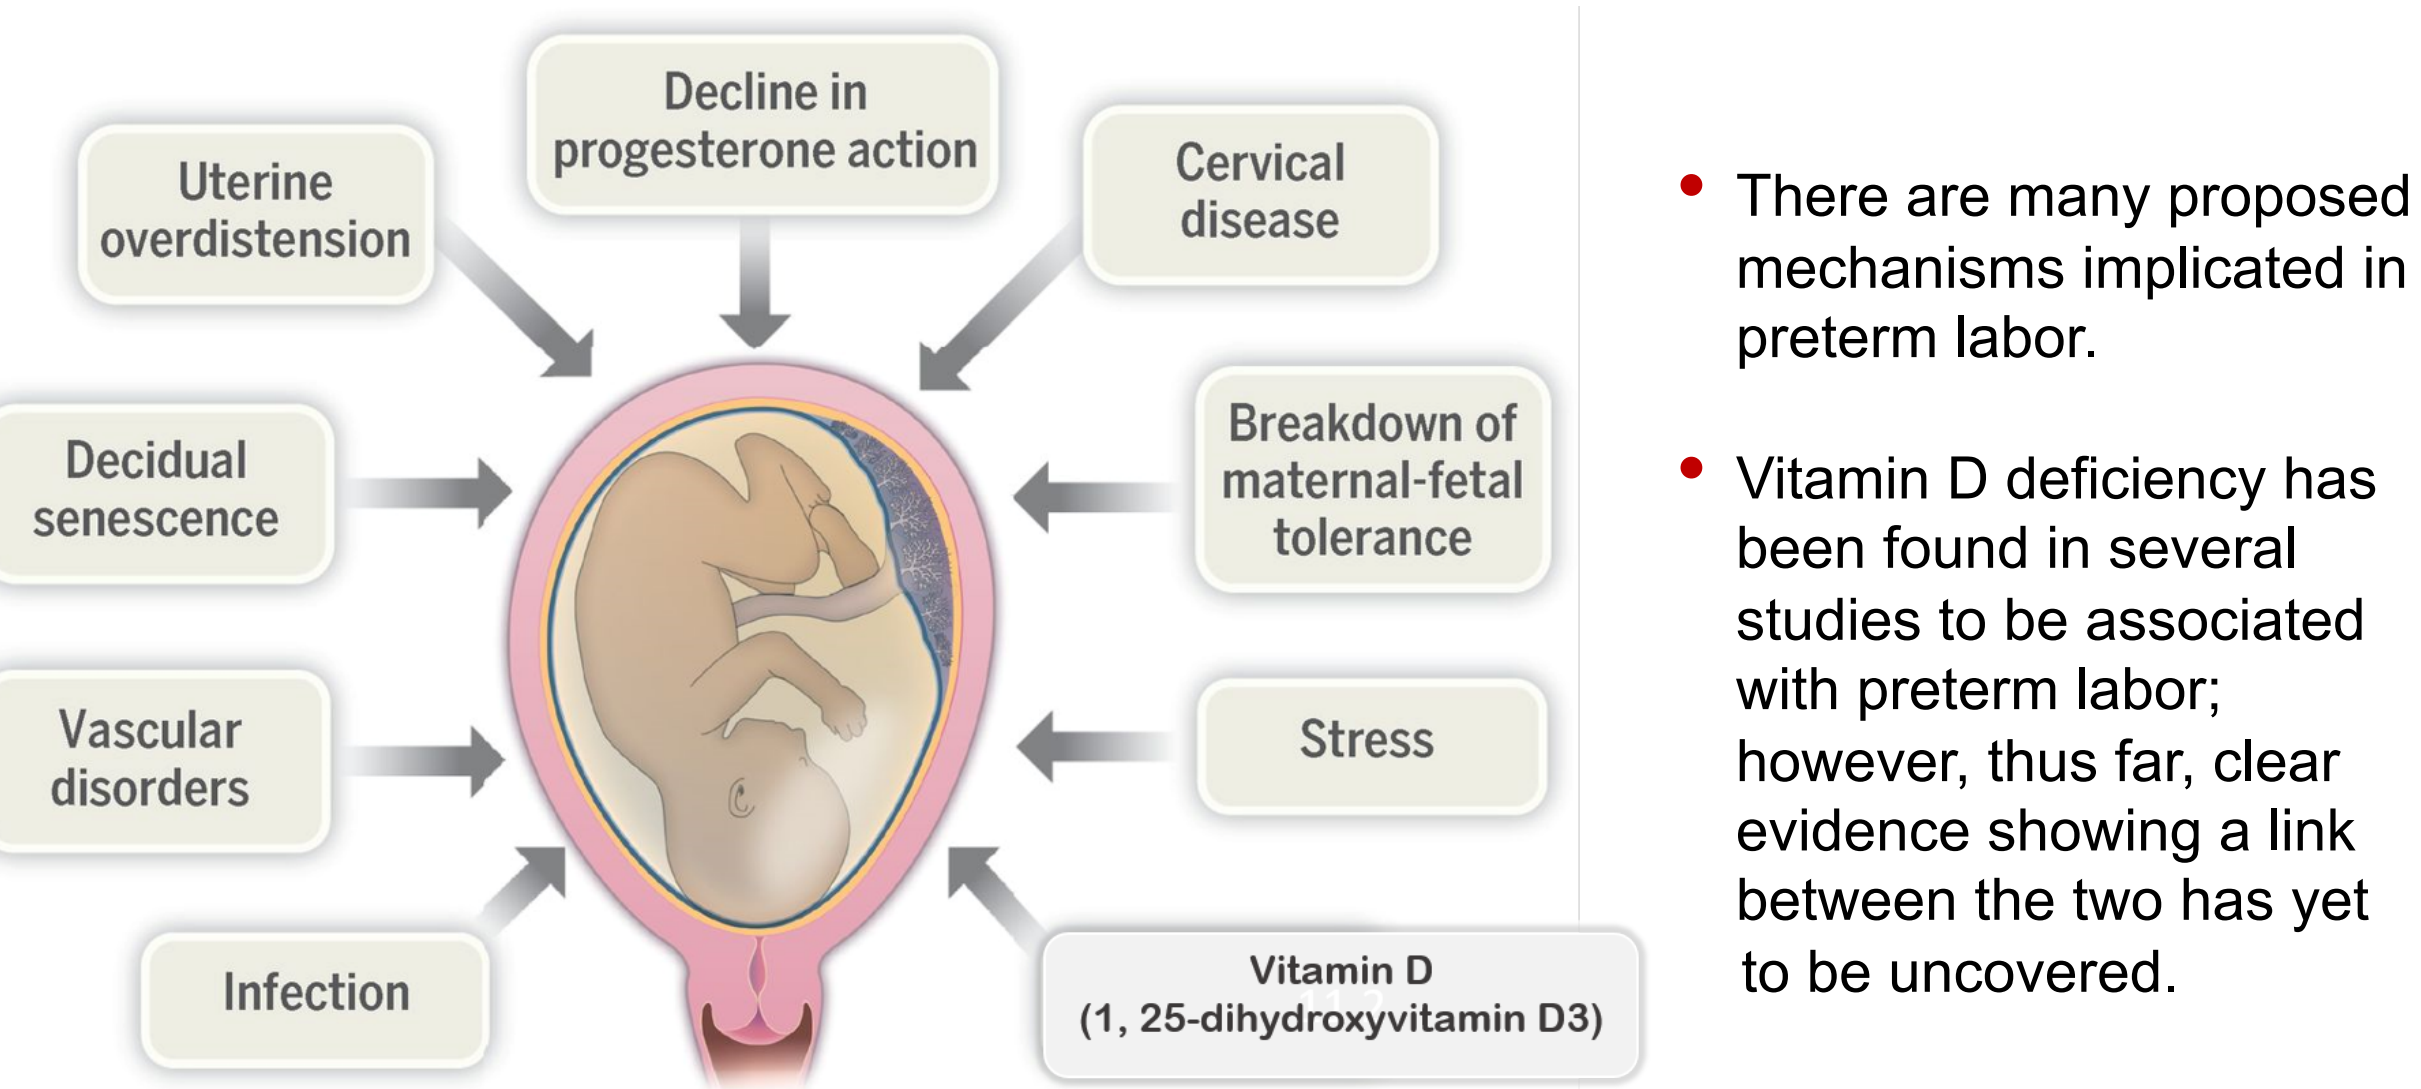 Decline in
progesterone action
Uterine
overdistension
Cervical
disease
Decidual
senescence
Breakdown of
maternal-fetal
tolerance
Vascular
disorders
Stress
Infection
Vitamin D
(1, 25-dihydroxyvitamin D3)
11.2
• There are many proposed
mechanisms implicated in
preterm labor.
• Vitamin D deficiency has
been found in several
studies to be associated
with preterm labor;
however, thus far, clear
evidence showing a link
between the two has yet
to be uncovered.